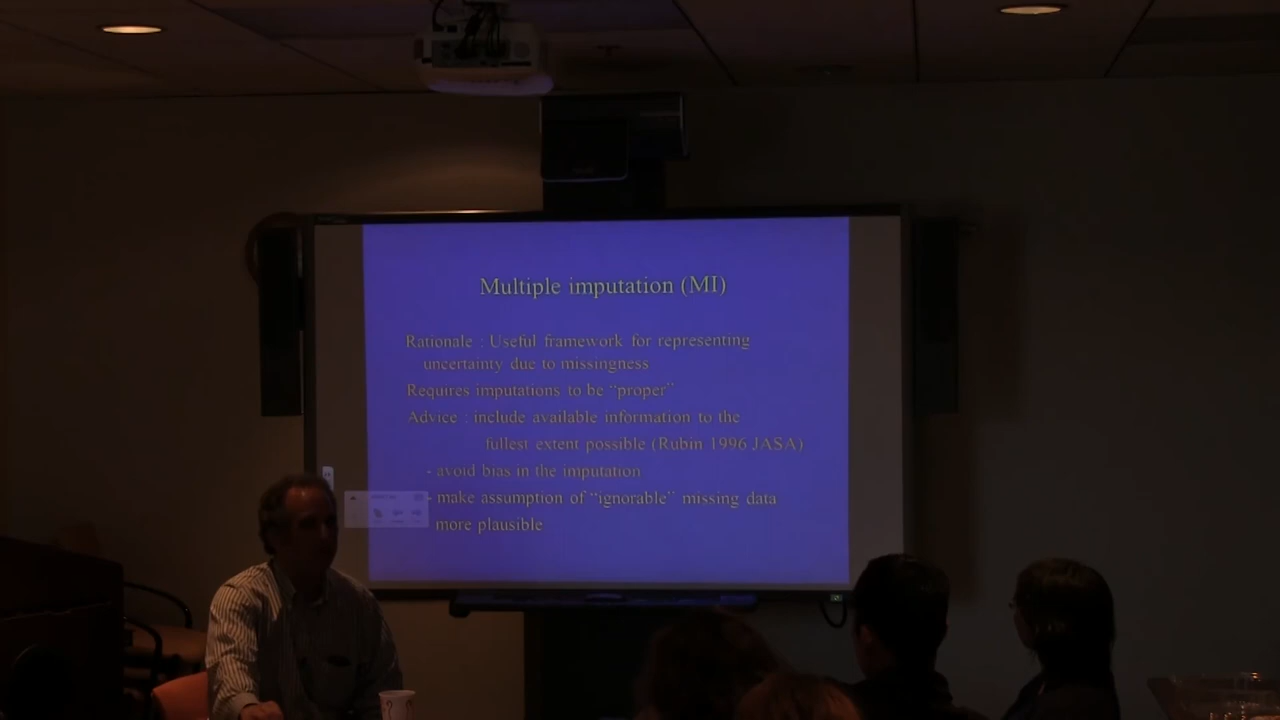 Multiple imputation (MI)
Rationale : Useful framework for representing
uncertainty due to missingness
Requires imputations to be “proper”
Advice : include available information to the
fullest extent possible (Rubin 1996 JASA)
- avoid bias in the imputation
- make assumption of “ignorable” missing data
more plausible